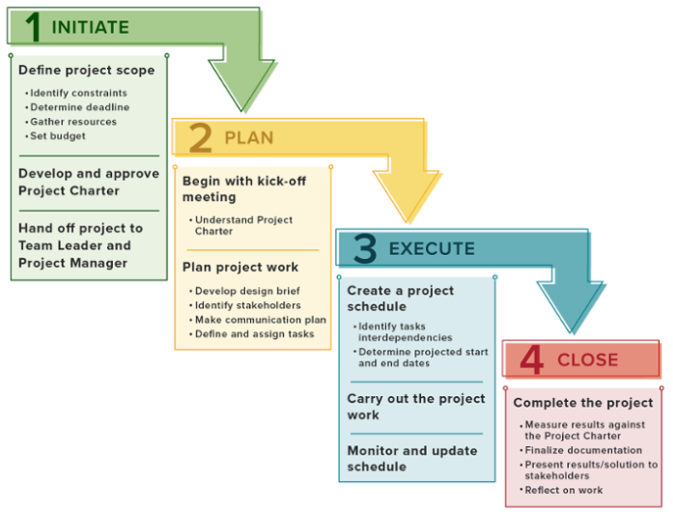 1 INITIATE
Define project scope
• Identify constraints
• Determine deadline
• Gather resources
• Set budget
Develop and approve
Project Charter
Hand off project to
Team Leader and
Project Manager
2 PLAN
Begin with kick-off
meeting
• Understand Project
Charter
Plan project work
• Develop design brief
• Identify stakeholders
• Make communication plan
• Define and assign tasks
3 EXECUTE
Create a project
schedule
• Identify tasks
interdependencies
• Determine projected start
and end dates
Carry out the project
work
Monitor and update
schedule
4 CLOSE
Complete the project
• Measure results against
the Project Charter
• Finalize documentation
• Present results/solution to
stakeholders
• Reflect on work